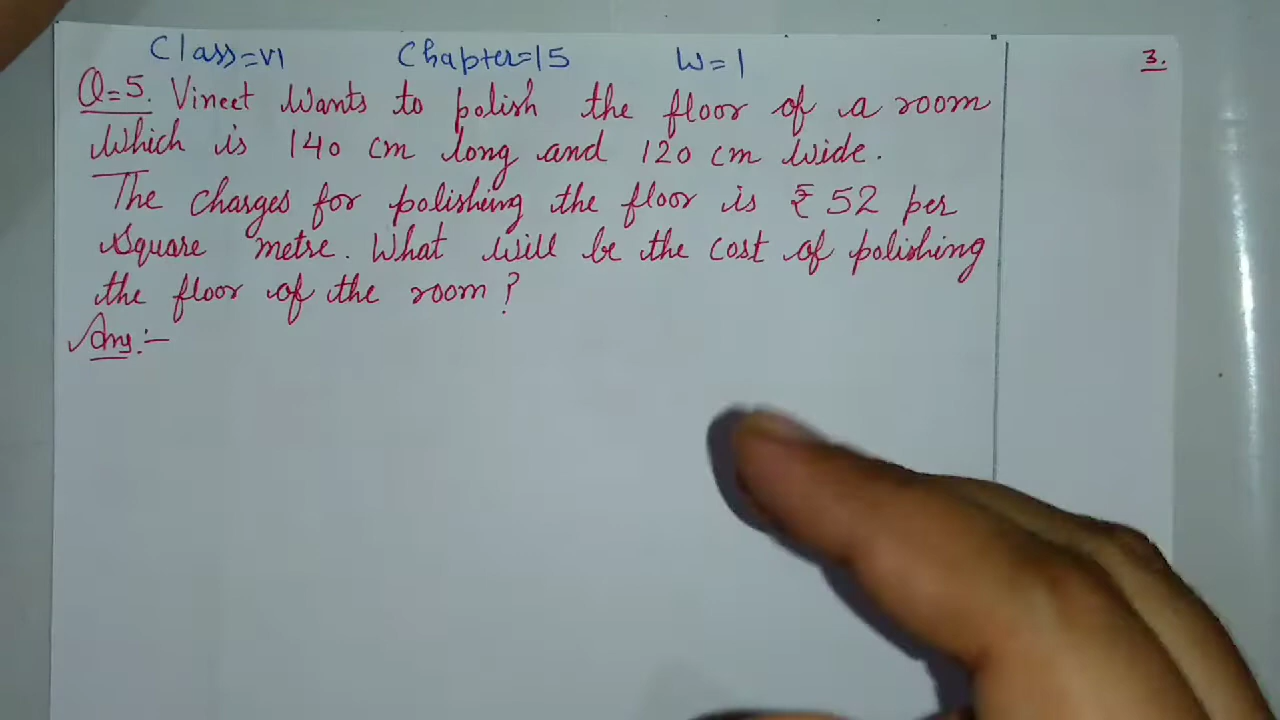 Class=VI Chapter=15 W=1
3.
Q=5. Vineet wants to polish the floor of a room
which is 140 cm long and 120 cm wide.
The charges for polishing the floor is ₹ 52 per
square metre. What will be the cost of polishing
the floor of the room?
Ans:-